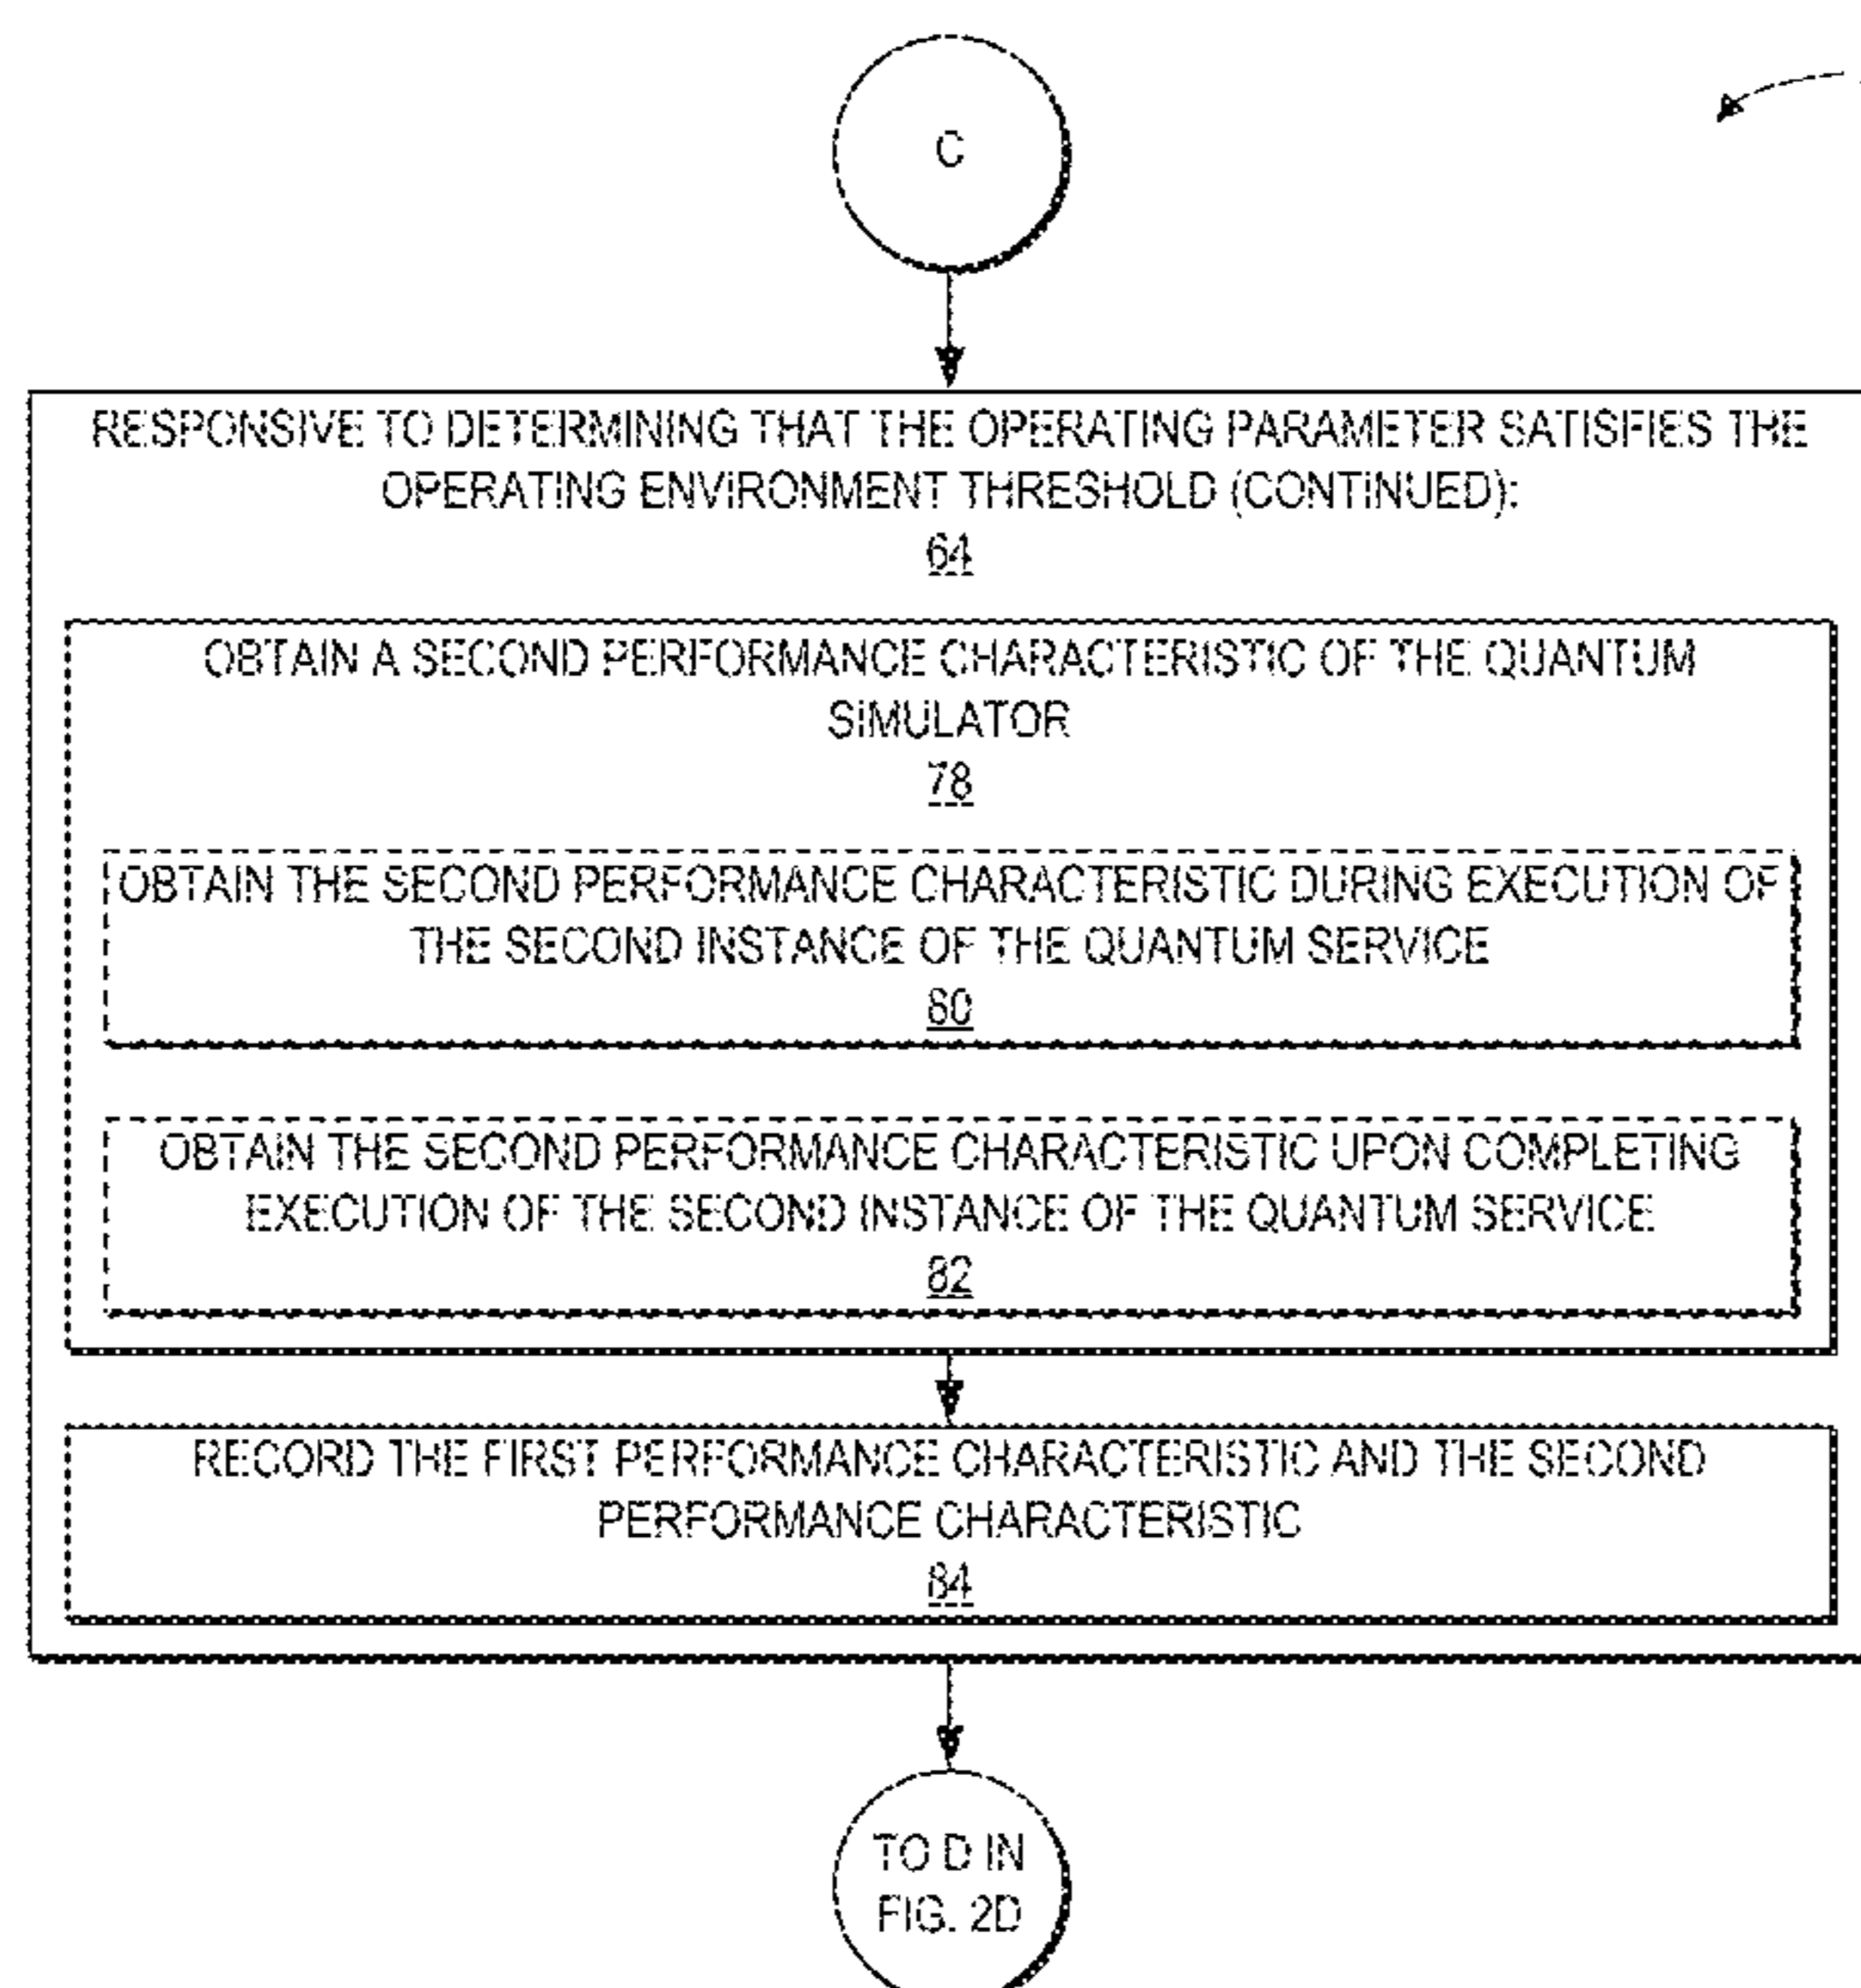 C
RESPONSIVE TO DETERMINING THAT THE OPERATING PARAMETER SATISFIES THE
OPERATING ENVIRONMENT THRESHOLD (CONTINUED):
64
OBTAIN A SECOND PERFORMANCE CHARACTERISTIC OF THE QUANTUM
SIMULATOR
78
OBTAIN THE SECOND PERFORMANCE CHARACTERISTIC DURING EXECUTION OF
THE SECOND INSTANCE OF THE QUANTUM SERVICE
80
OBTAIN THE SECOND PERFORMANCE CHARACTERISTIC UPON COMPLETING
EXECUTION OF THE SECOND INSTANCE OF THE QUANTUM SERVICE
82
RECORD THE FIRST PERFORMANCE CHARACTERISTIC AND THE SECOND
PERFORMANCE CHARACTERISTIC
84
TO D IN
FIG. 2D